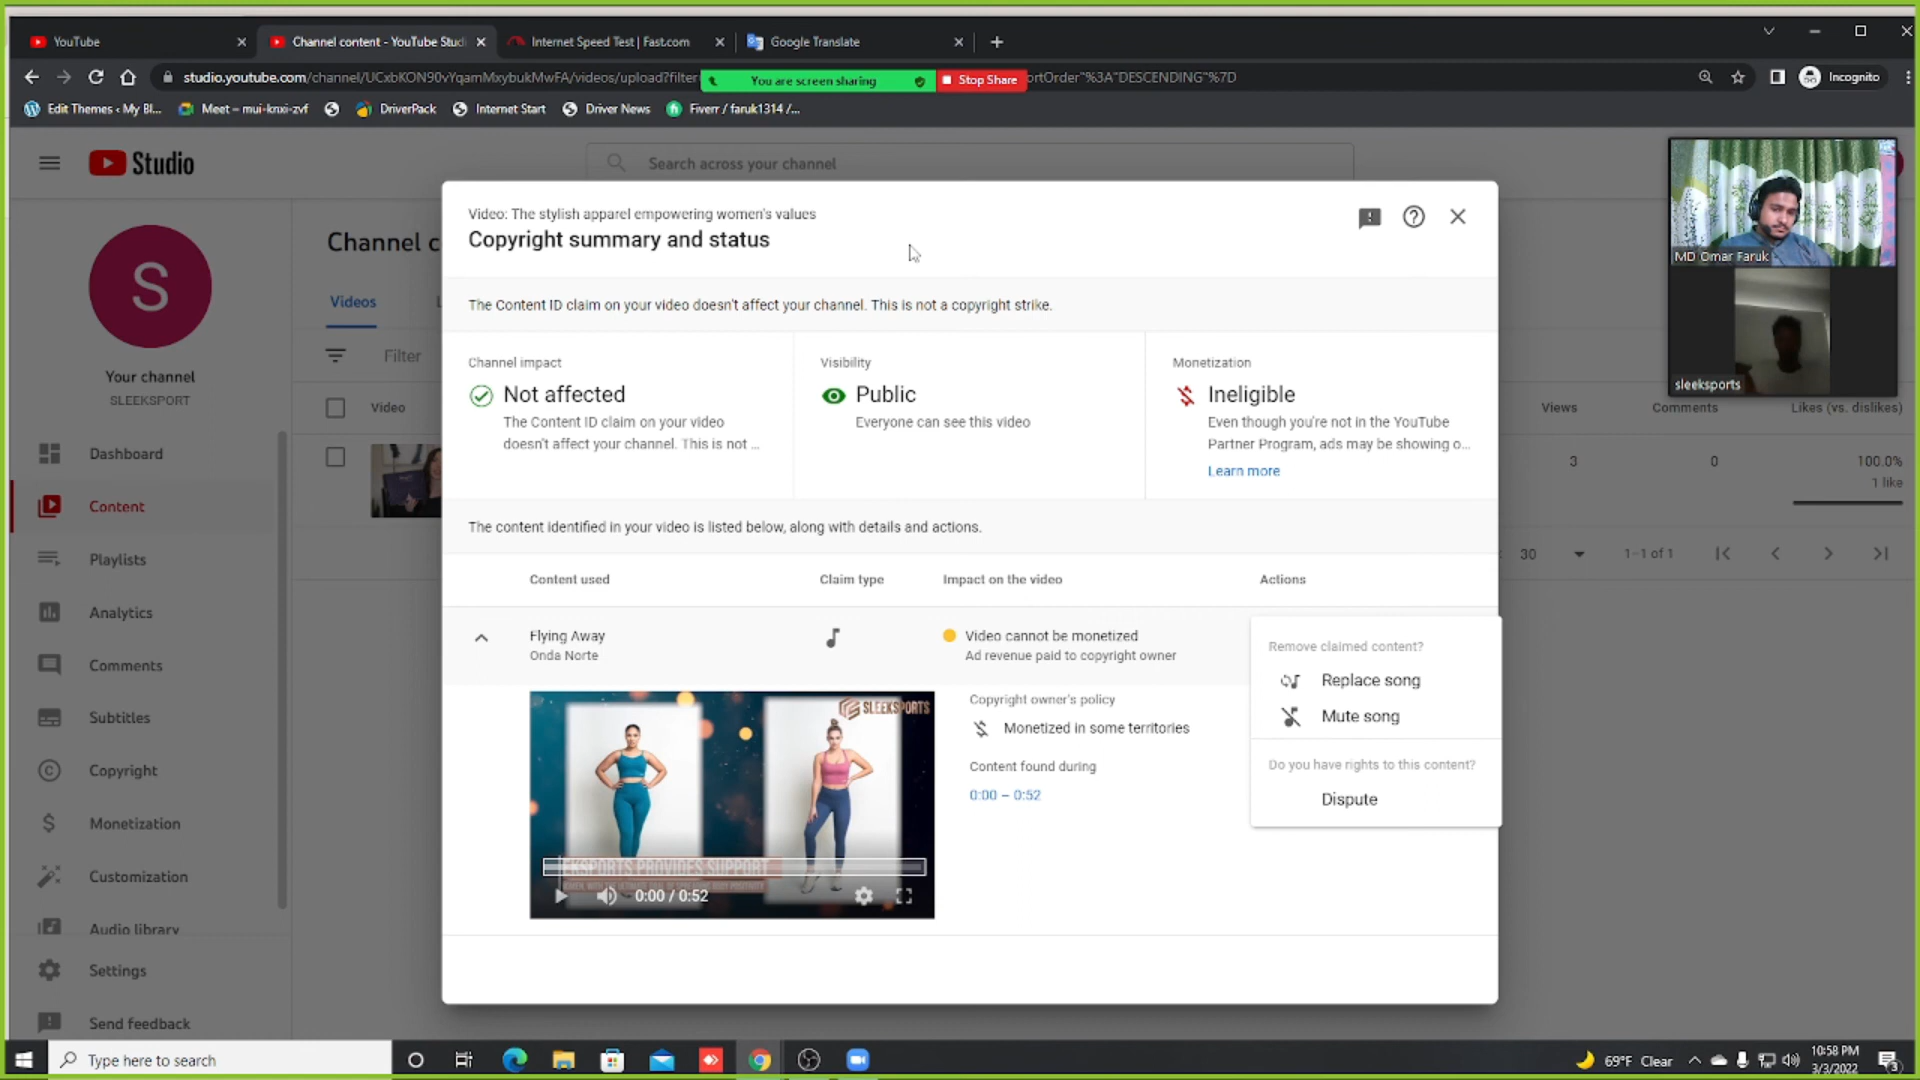 YouTube
Channel content - YouTube Stud
Internet Speed Test | Fast.com
Google Translate
studio.youtube.com/channel/UCxbKON90vYqamMxybukMwFA/videos/upload?filter
You are screen sharing
Stop Share
ortOrder"%3A"DESCENDING"%7D
Incognito
Edit Themes ‹ My Bl...
Meet – mui-knxi-zvf
DriverPack
Internet Start
Driver News
Fiverr / faruk1314 /...
Studio
Search across your channel
MD Omar Faruk
sleeksports
S
Your channel
SLEEKSPORT
Dashboard
Content
Playlists
Analytics
Comments
Subtitles
Copyright
Monetization
Customization
Audio library
Settings
Send feedback
Channel c
Videos
Filter
Video
Views
Comments
Likes (vs. dislikes)
3
0
100.0%
1 like
30
1–1 of 1
Video: The stylish apparel empowering women's values
Copyright summary and status
The Content ID claim on your video doesn't affect your channel. This is not a copyright strike.
Channel impact
Not affected
The Content ID claim on your video
doesn't affect your channel. This is not ...
Visibility
Public
Everyone can see this video
Monetization
Ineligible
Even though you're not in the YouTube
Partner Program, ads may be showing o...
Learn more
The content identified in your video is listed below, along with details and actions.
Content used
Claim type
Impact on the video
Actions
Flying Away
Onda Norte
Video cannot be monetized
Ad revenue paid to copyright owner
Copyright owner's policy
Monetized in some territories
Content found during
0:00 – 0:52
Remove claimed content?
Replace song
Mute song
Do you have rights to this content?
Dispute
SLEEKSPORTS
EKSPORTS PROVIDES SUPPORT
0:00 / 0:52
Type here to search
69°F Clear
10:58 PM
3/3/2022
3